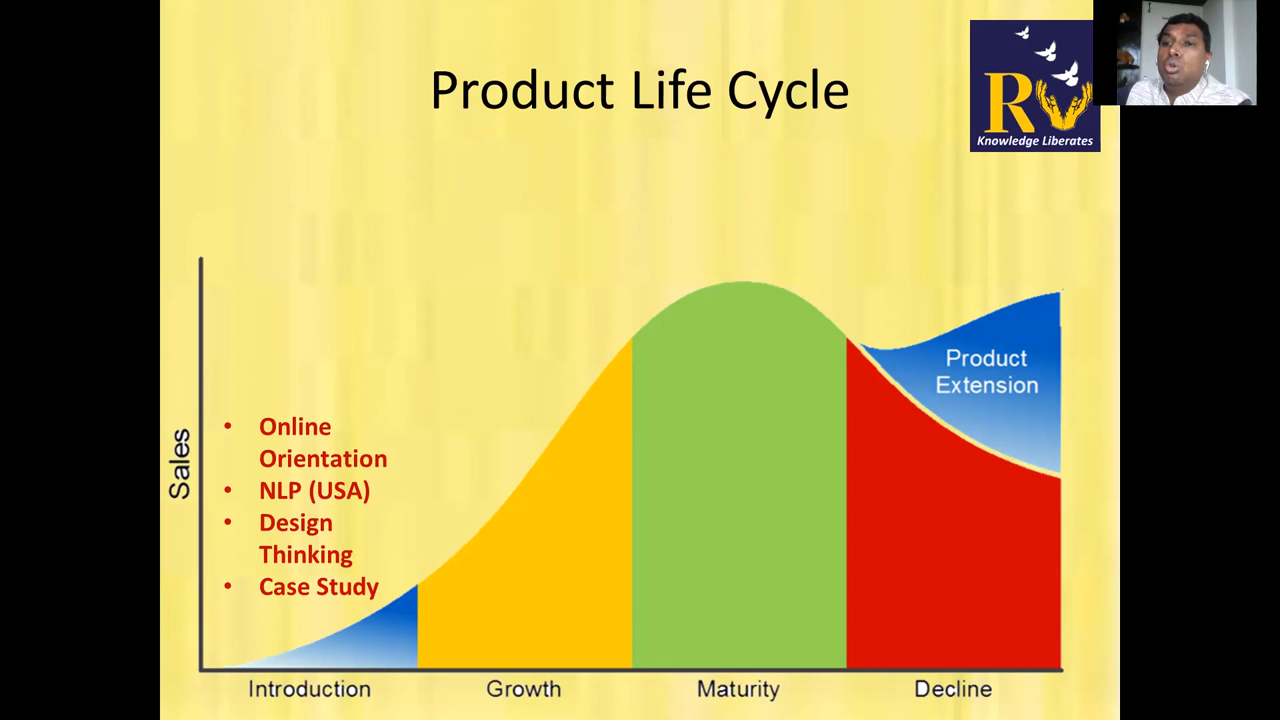 Product Life Cycle
RV
Knowledge Liberates
Product
Extension
Sales
• Online
Orientation
• NLP (USA)
• Design
Thinking
• Case Study
Introduction
Growth
Maturity
Decline